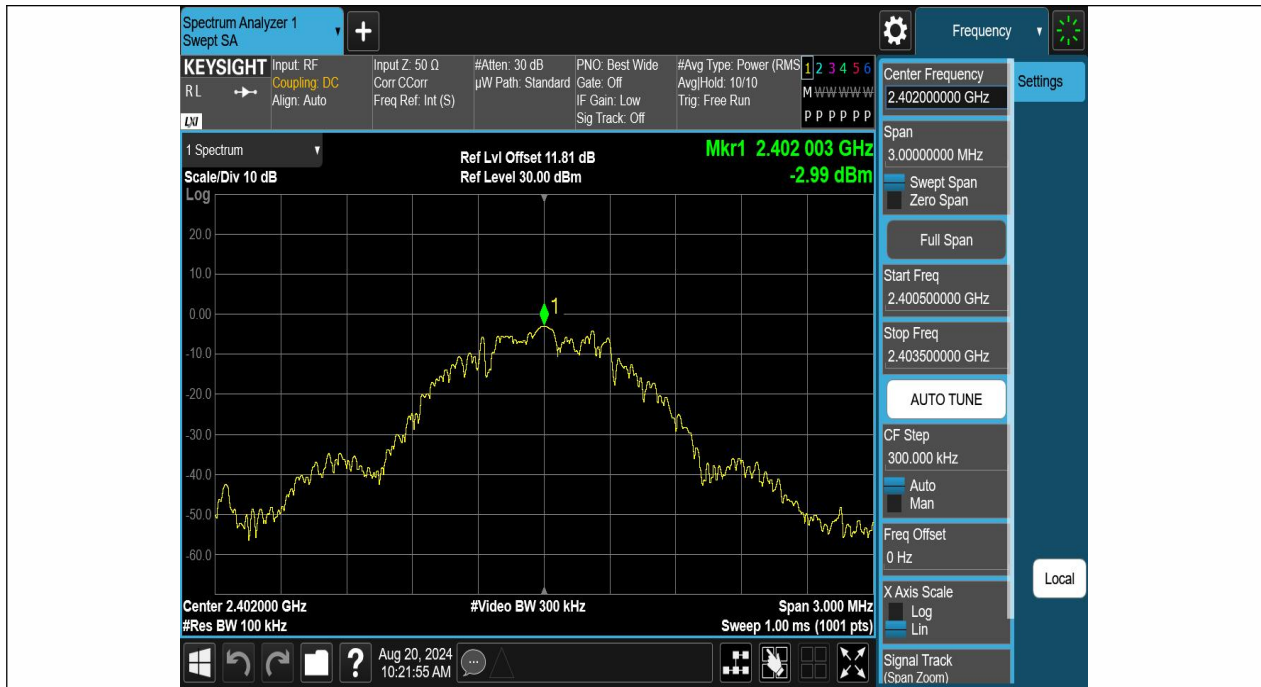 Spectrum Analyzer 1
Swept SA
+
Frequency
KEYSIGHT
RL
LXI
Input: RF
Coupling: DC
Align: Auto
Input Z: 50 Ω
Corr CCorr
Freq Ref: Int (S)
#Atten: 30 dB
µW Path: Standard
PNO: Best Wide
Gate: Off
IF Gain: Low
Sig Track: Off
#Avg Type: Power (RMS
Avg|Hold: 10/10
Trig: Free Run
1 2 3 4 5 6
M W W W W W
P P P P P P
Center Frequency
2.402000000 GHz
Settings
Span
3.00000000 MHz
Swept Span
Zero Span
Full Span
Start Freq
2.400500000 GHz
Stop Freq
2.403500000 GHz
AUTO TUNE
CF Step
300.000 kHz
Auto
Man
Freq Offset
0 Hz
X Axis Scale
Log
Lin
Signal Track
(Span Zoom)
Local
1 Spectrum
Scale/Div 10 dB
Log
Ref Lvl Offset 11.81 dB
Ref Level 30.00 dBm
Mkr1 2.402 003 GHz
-2.99 dBm
20.0
10.0
0.00
-10.0
-20.0
-30.0
-40.0
-50.0
-60.0
1
Center 2.402000 GHz
#Res BW 100 kHz
#Video BW 300 kHz
Span 3.000 MHz
Sweep 1.00 ms (1001 pts)
?
Aug 20, 2024
10:21:55 AM